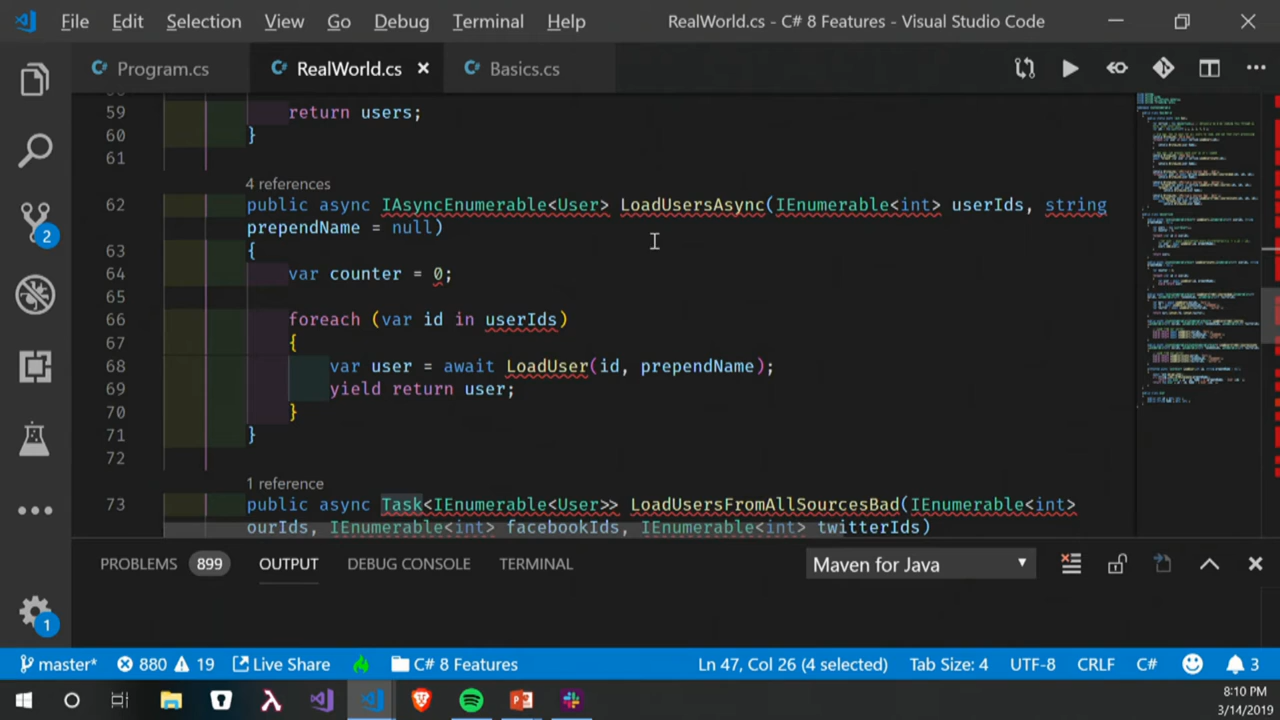 File Edit Selection View Go Debug Terminal Help RealWorld.cs - C# 8 Features - Visual Studio Code
Program.cs RealWorld.cs Basics.cs
59 return users;
60 }
61
4 references
62 public async IAsyncEnumerable<User> LoadUsersAsync(IEnumerable<int> userIds, string
prependName = null)
63 {
64 var counter = 0;
65
66 foreach (var id in userIds)
67 {
68 var user = await LoadUser(id, prependName);
69 yield return user;
70 }
71 }
72
1 reference
73 public async Task<IEnumerable<User>> LoadUsersFromAllSourcesBad(IEnumerable<int>
ourIds, IEnumerable<int> facebookIds, IEnumerable<int> twitterIds)
2
1
PROBLEMS 899 OUTPUT DEBUG CONSOLE TERMINAL Maven for Java
master* 880 19 Live Share C# 8 Features Ln 47, Col 26 (4 selected) Tab Size: 4 UTF-8 CRLF C# 3
8:10 PM
3/14/2019